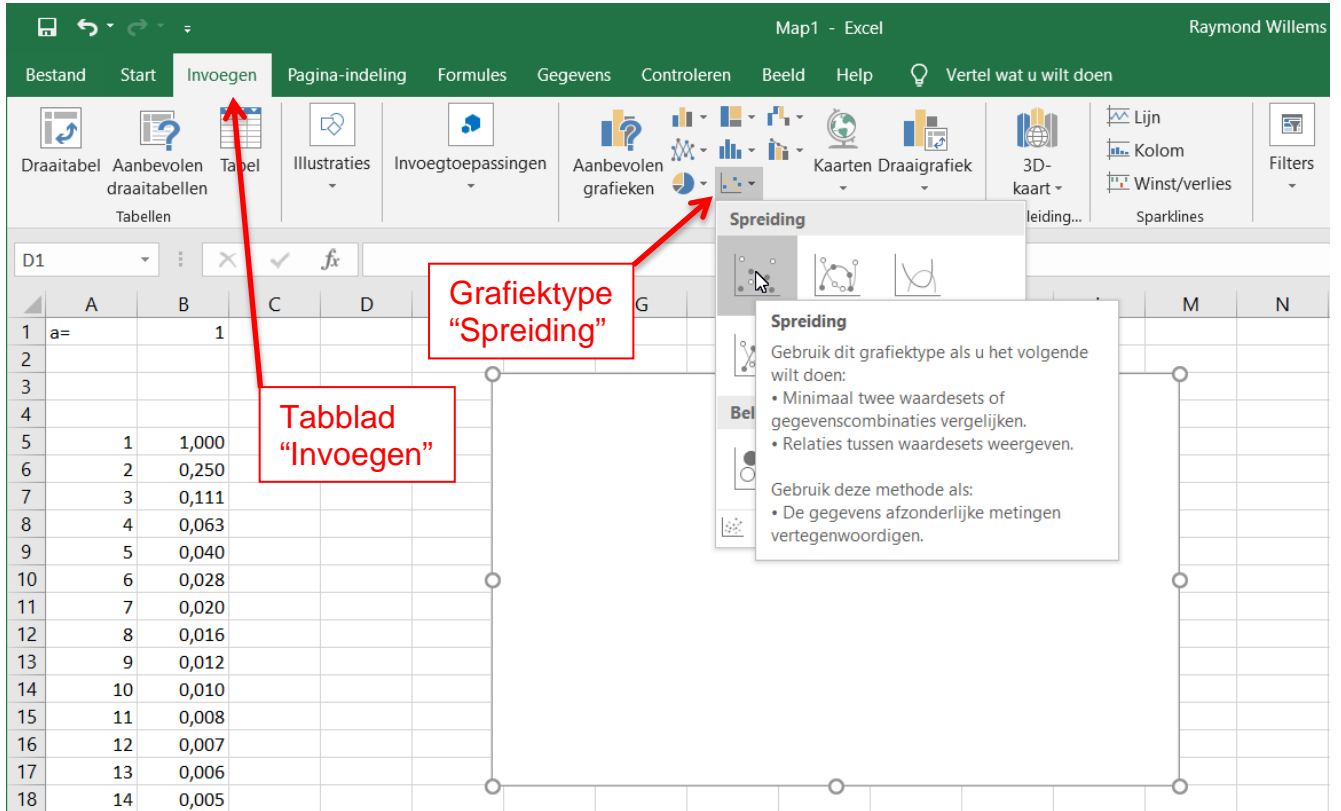 Map1 - Excel
Raymond Willems
Bestand Start Invoegen Pagina-indeling Formules Gegevens Controleren Beeld Help Vertel wat u wilt doen
Draaitabel Aanbevolen draaitabellen Tabel
Tabellen
Illustraties
Invoegtoepassingen
Aanbevolen grafieken
Kaarten Draaigrafiek
3D-kaart
leiding...
Lijn
Kolom
Winst/verlies
Sparklines
Filters
D1
fx
Spreiding
Bel
Spreiding
Gebruik dit grafiektype als u het volgende
wilt doen:
• Minimaal twee waardesets of
gegevenscombinaties vergelijken.
• Relaties tussen waardesets weergeven.
Gebruik deze methode als:
• De gegevens afzonderlijke metingen
vertegenwoordigen.
Grafiektype
“Spreiding”
Tabblad
“Invoegen”
A B C D G M N
1 a= 1
2
3
4
5 1 1,000
6 2 0,250
7 3 0,111
8 4 0,063
9 5 0,040
10 6 0,028
11 7 0,020
12 8 0,016
13 9 0,012
14 10 0,010
15 11 0,008
16 12 0,007
17 13 0,006
18 14 0,005